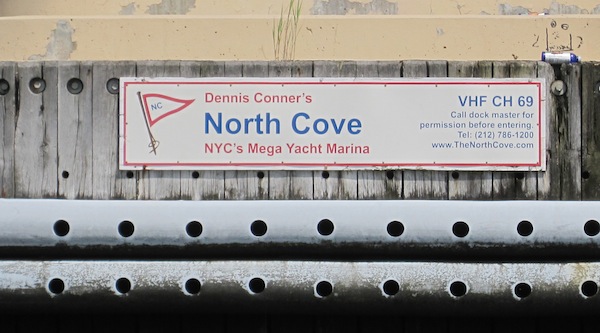 NC
Dennis Conner's
North Cove
NYC's Mega Yacht Marina
VHF CH 69
Call dock master for
permission before entering.
Tel: (212) 786-1200
www.TheNorthCove.com